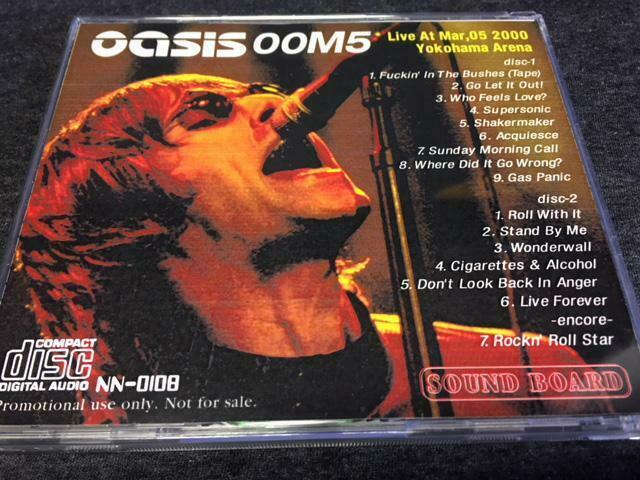 oasis 00M5 Live At Mar,05 2000
Yokohama Arena
disc-1
1. Fuckin' In The Bushes (Tape)
2. Go Let It Out!
3. Who Feels Love?
4. Supersonic
5. Shakermaker
6. Acquiesce
7. Sunday Morning Call
8. Where Did It Go Wrong?
9. Gas Panic
disc-2
1. Roll With It
2. Stand By Me
3. Wonderwall
4. Cigarettes & Alcohol
5. Don't Look Back In Anger
6. Live Forever
-encore-
7. Rockn' Roll Star
COMPACT
disc
DIGITAL AUDIO NN-0108
SOUND BOARD
Promotional use only. Not for sale.